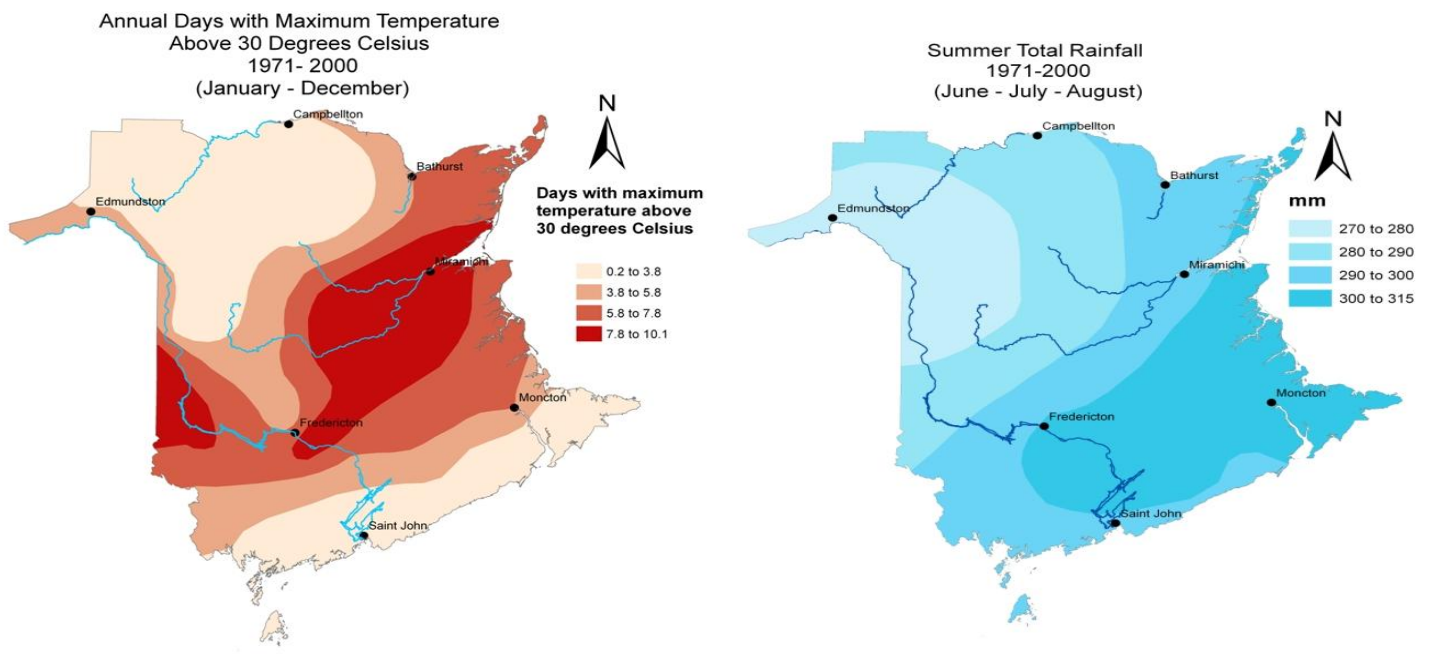 Annual Days with Maximum Temperature
Above 30 Degrees Celsius
1971- 2000
(January - December)
N
Campbellton
Bathurst
Edmundston
Miramichi
Fredericton
Moncton
Saint John
Days with maximum
temperature above
30 degrees Celsius
0.2 to 3.8
3.8 to 5.8
5.8 to 7.8
7.8 to 10.1
Summer Total Rainfall
1971-2000
(June - July - August)
N
Campbellton
Bathurst
Edmundston
Miramichi
Fredericton
Moncton
Saint John
mm
270 to 280
280 to 290
290 to 300
300 to 315